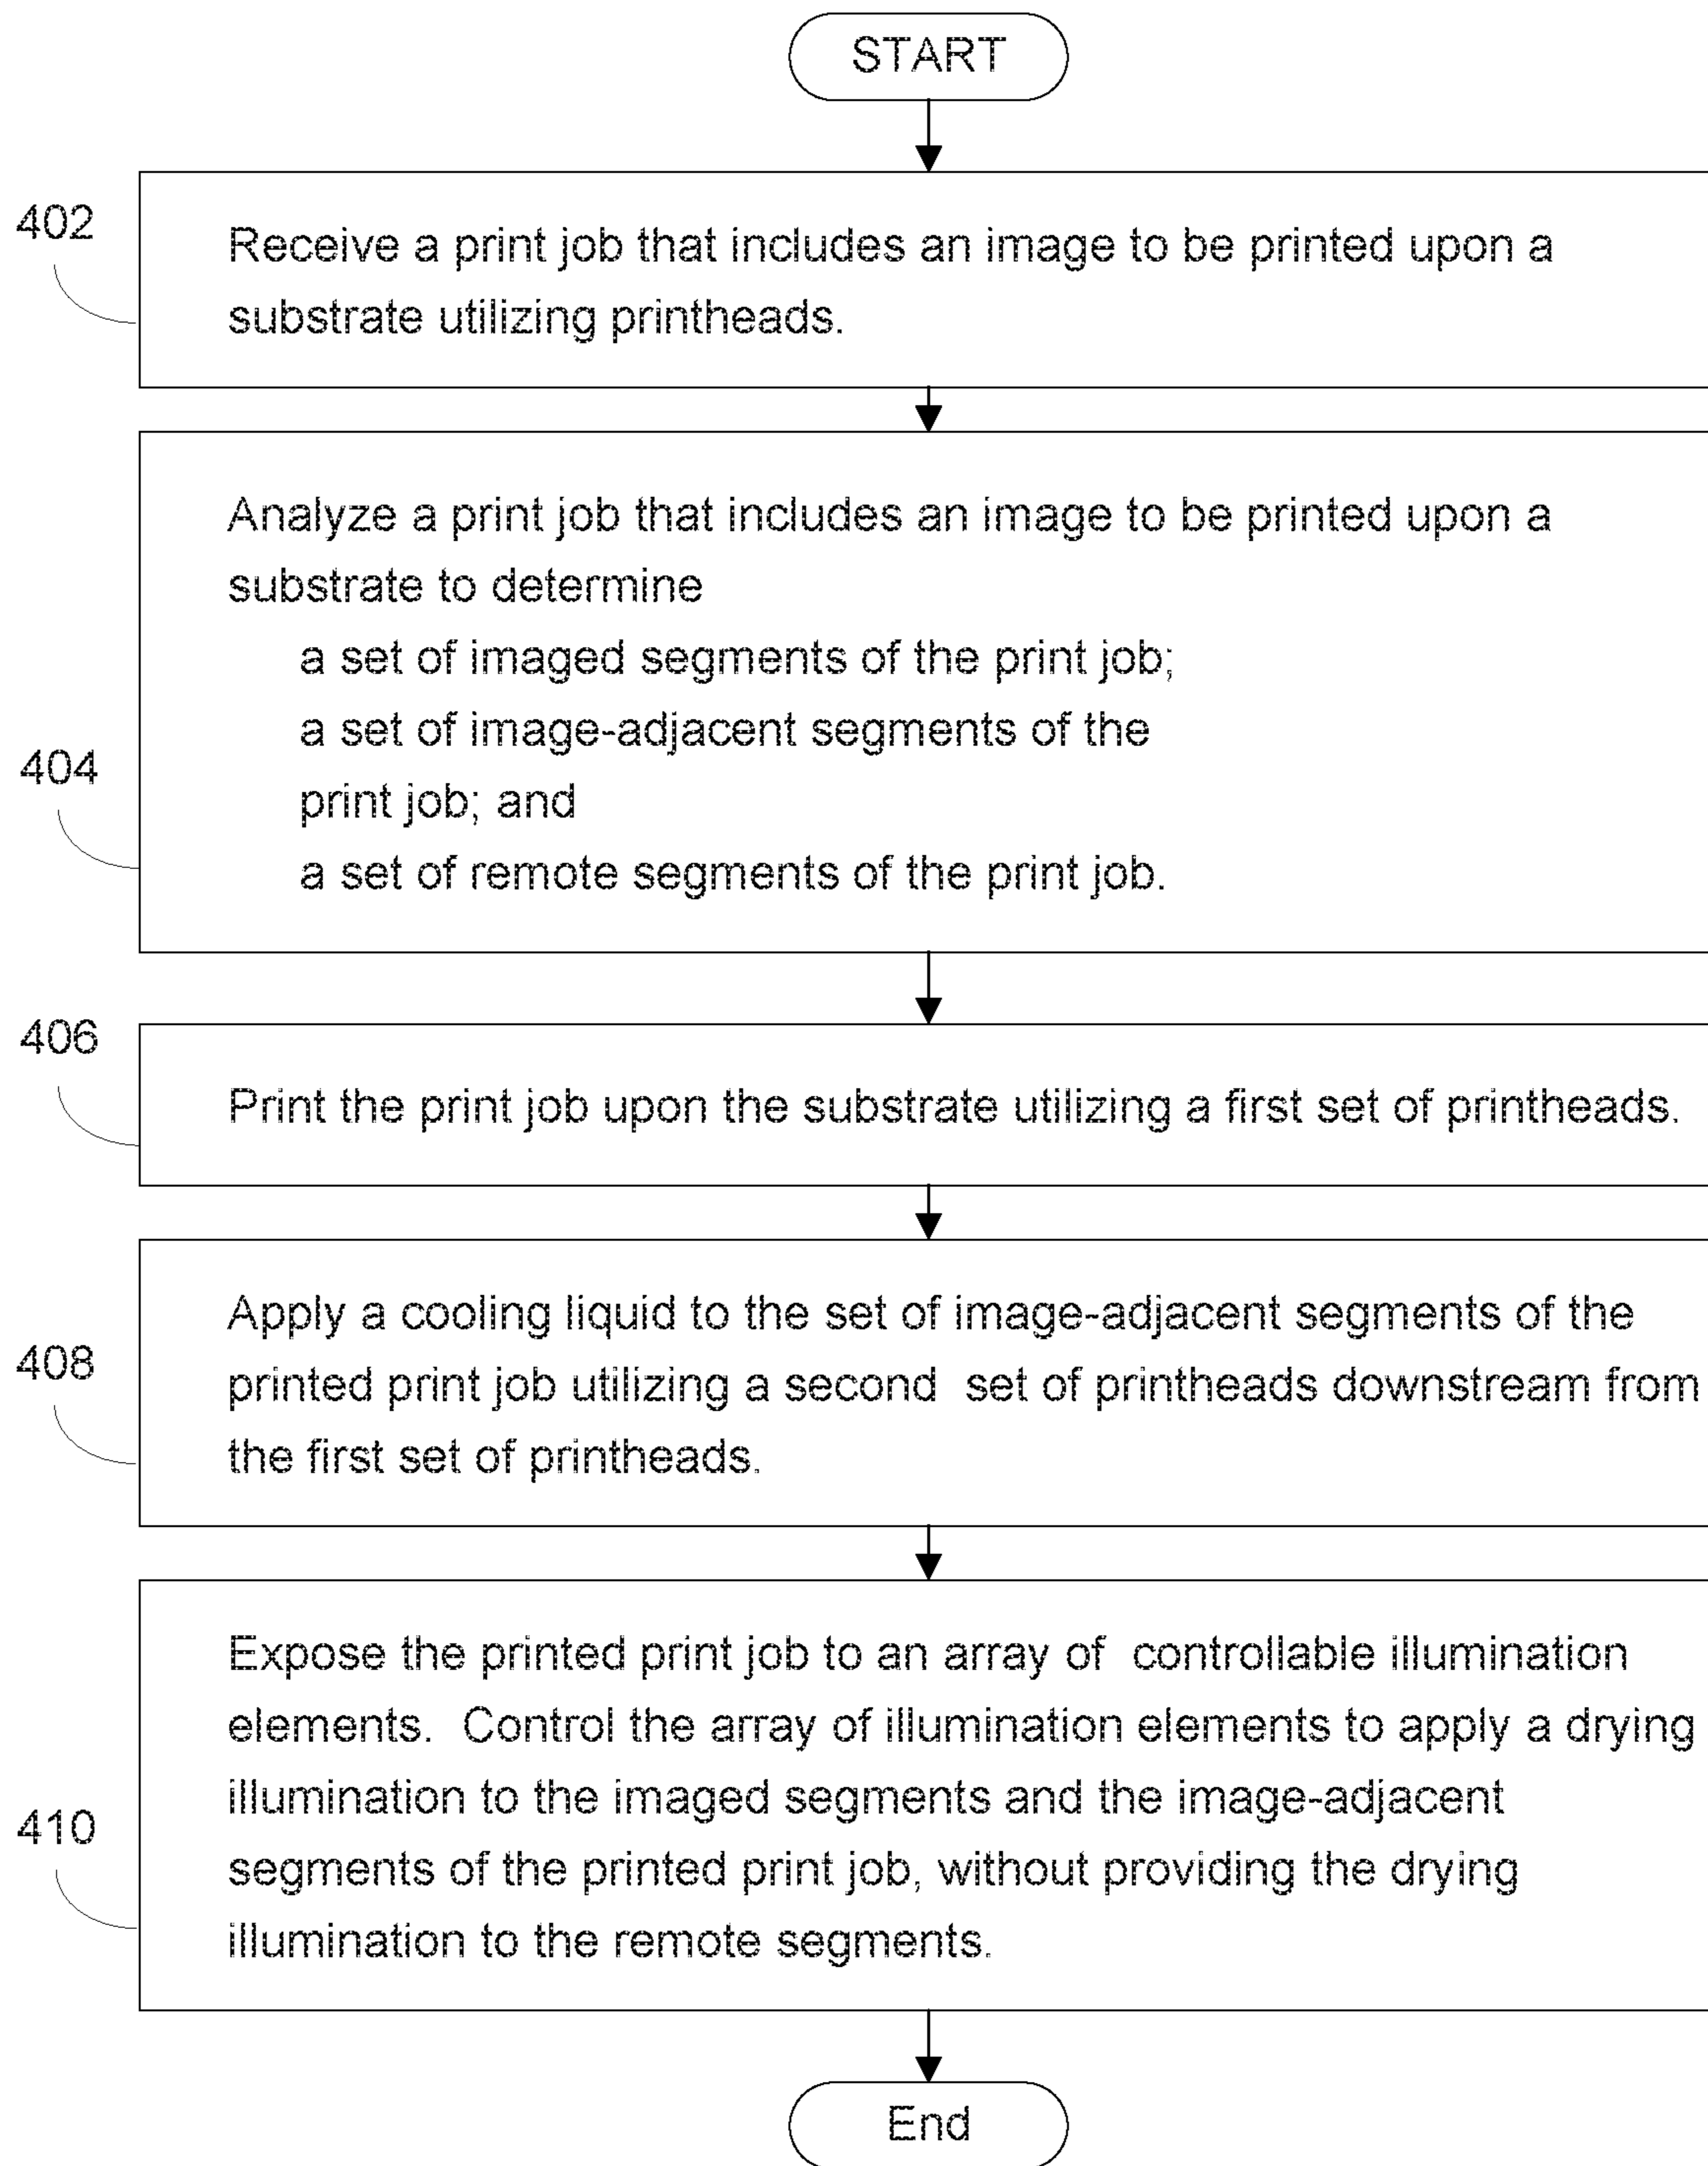 START
402
Receive a print job that includes an image to be printed upon a
substrate utilizing printheads.
404
Analyze a print job that includes an image to be printed upon a
substrate to determine
a set of imaged segments of the print job;
a set of image-adjacent segments of the
print job; and
a set of remote segments of the print job.
406
Print the print job upon the substrate utilizing a first set of printheads.
408
Apply a cooling liquid to the set of image-adjacent segments of the
printed print job utilizing a second  set of printheads downstream from
the first set of printheads.
410
Expose the printed print job to an array of  controllable illumination
elements.  Control the array of illumination elements to apply a drying
illumination to the imaged segments and the image-adjacent
segments of the printed print job, without providing the drying
illumination to the remote segments.
End